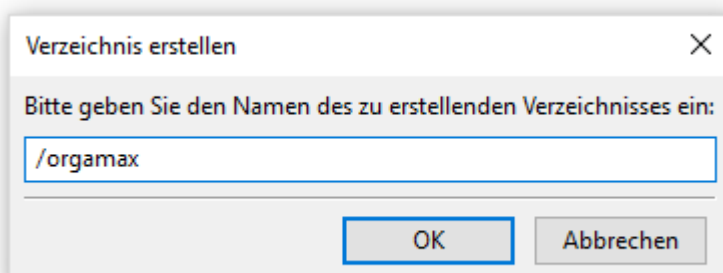 Verzeichnis erstellen
Bitte geben Sie den Namen des zu erstellenden Verzeichnisses ein:
/orgamax
OK
Abbrechen